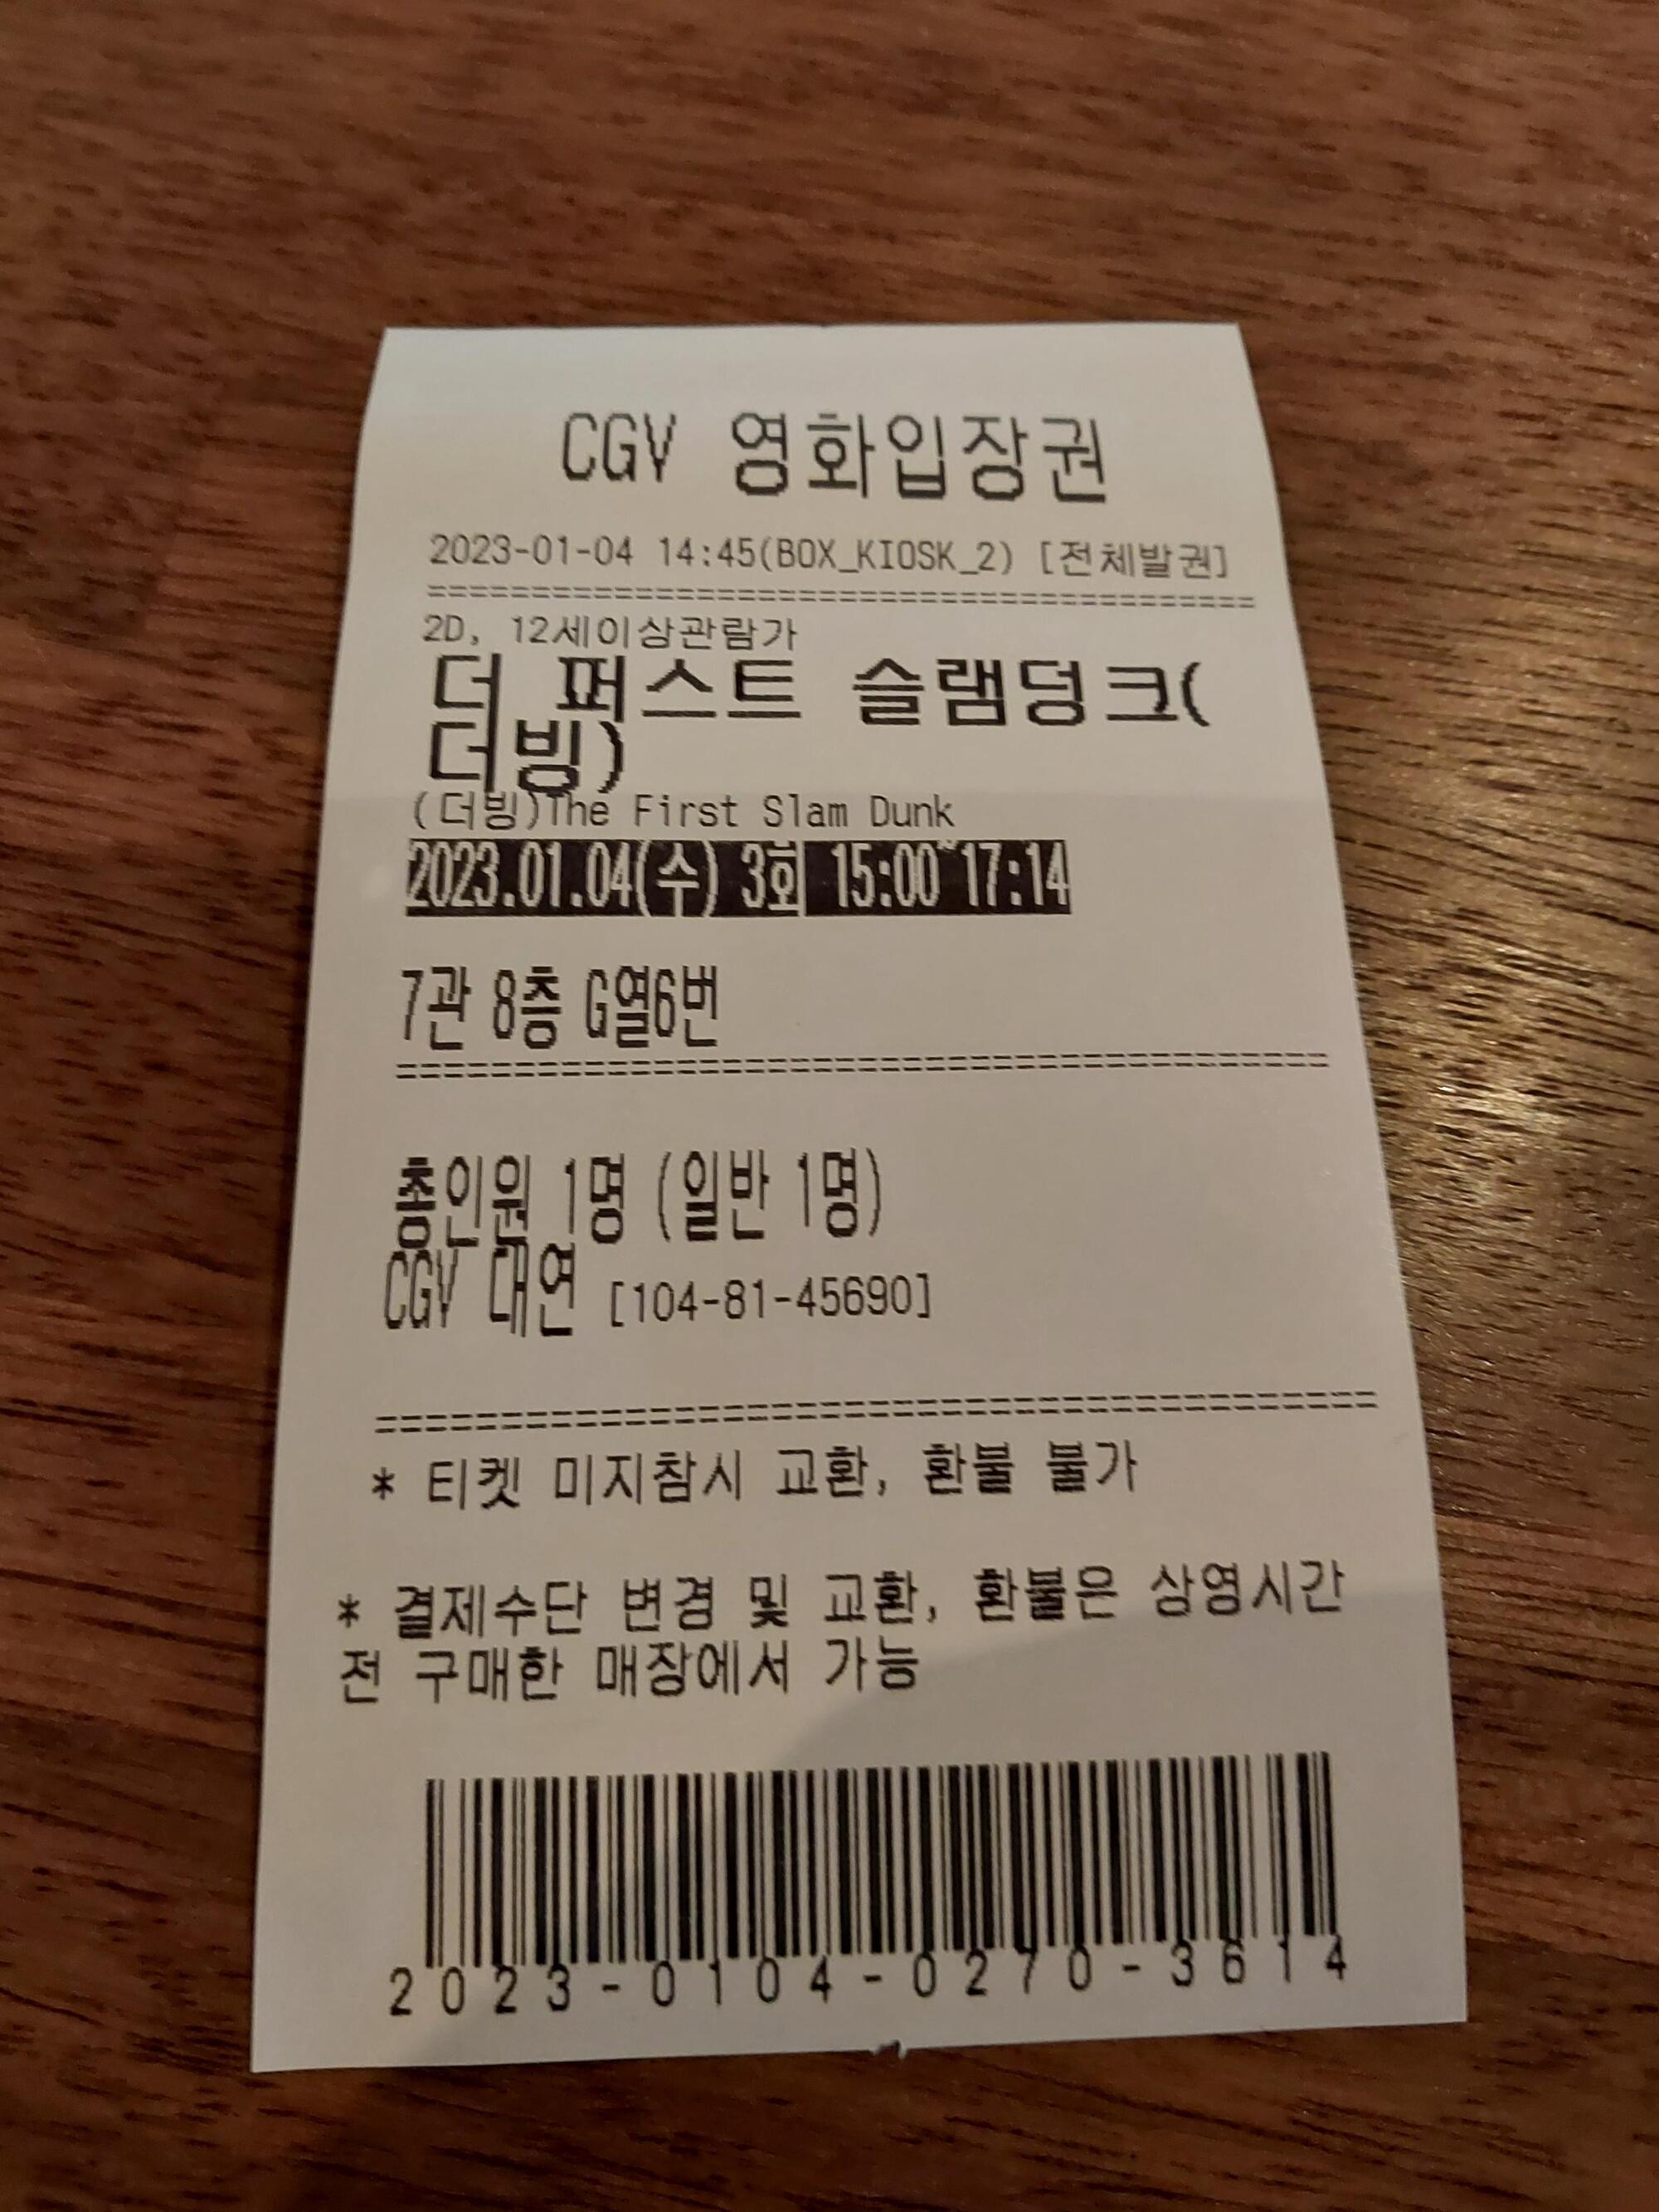 CGV 영화입장권
2023-01-04 14:45(BOX_KIOSK_2) [전체발권]
========================================
2D, 12세이상관람가
더 퍼스트 슬램덩크(
더빙)
(더빙)The First Slam Dunk
2023.01.04(수) 3회 15:00~17:14
7관 8층 G열6번
========================================
총인원 1명 (일반 1명)
CGV 대연 [104-81-45690]
========================================
* 티켓 미지참시 교환, 환불 불가
* 결제수단 변경 및 교환, 환불은 상영시간
전 구매한 매장에서 가능
2023-0104-0270-3614